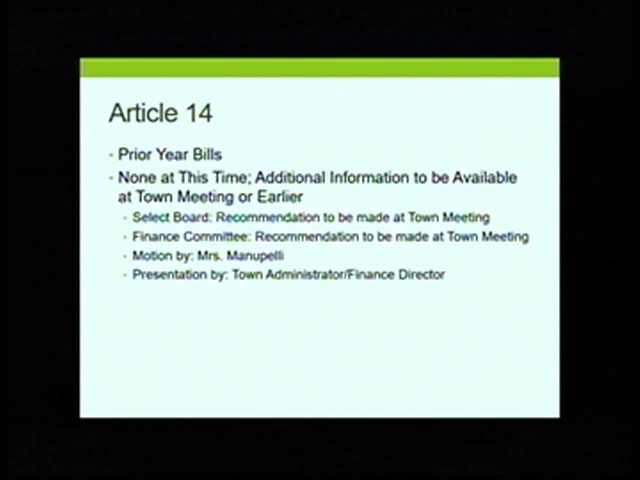 Article 14
• Prior Year Bills
• None at This Time; Additional Information to be Available
at Town Meeting or Earlier
• Select Board: Recommendation to be made at Town Meeting
• Finance Committee: Recommendation to be made at Town Meeting
• Motion by: Mrs. Manupelli
• Presentation by: Town Administrator/Finance Director